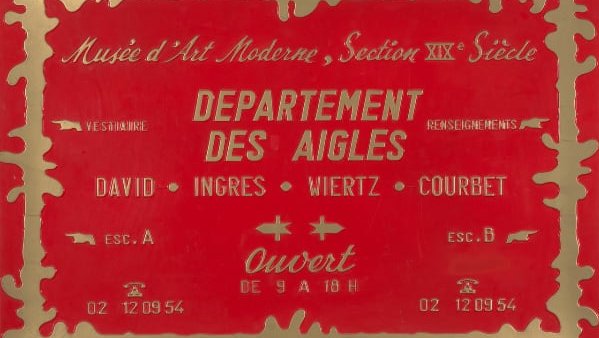 Musée d'Art Moderne, Section XIXe Siècle
DEPARTEMENT
VESTIAIRE
RENSEIGNEMENTS
DES AIGLES
DAVID • INGRES • WIERTZ • COURBET
ESC. A
ESC. B
Ouvert
DE 9 A 18 H
02 12 09 54
02 12 09 54